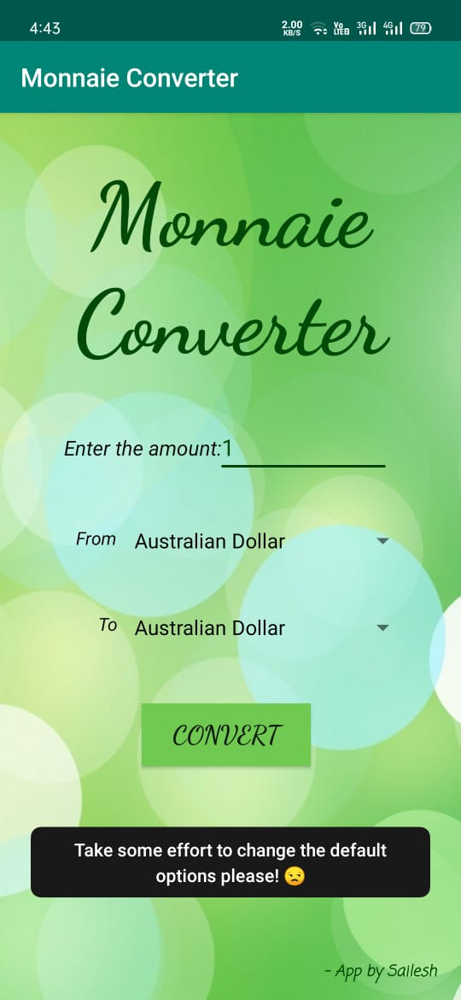 4:43
2.00 KB/S Vo LTE2 3G 4G 79
Monnaie Converter
Monnaie
Converter
Enter the amount:1
From Australian Dollar
To Australian Dollar
CONVERT
Take some effort to change the default
options please! 😒
- App by Sailesh